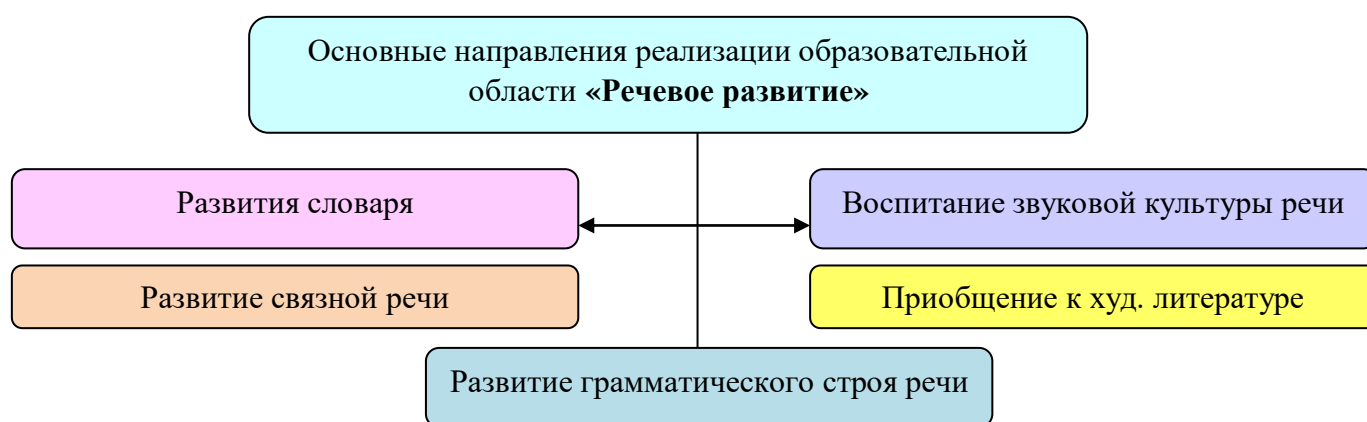 Основные направления реализации образовательной
области «Речевое развитие»
Развития словаря
Воспитание звуковой культуры речи
Развитие связной речи
Приобщение к худ. литературе
Развитие грамматического строя речи